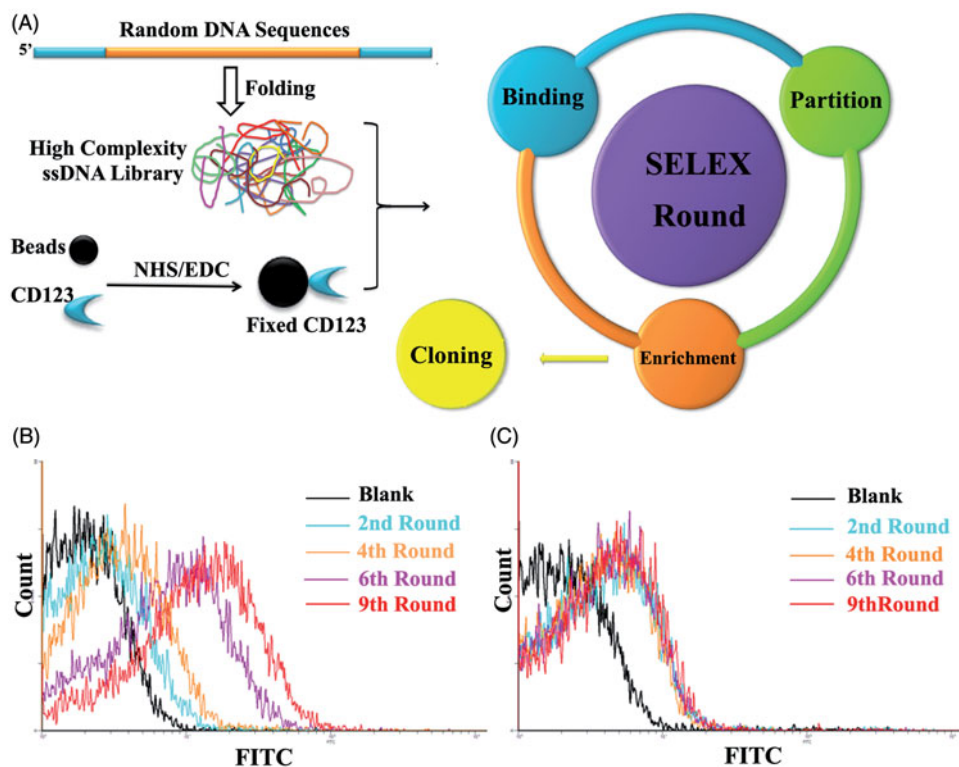 (A)
Random DNA Sequences
5'
Folding
High Complexity
ssDNA Library
Beads
NHS/EDC
CD123
Fixed CD123
Binding
Partition
SELEX
Round
Enrichment
Cloning
(B)
Count
Blank
2nd Round
4th Round
6th Round
9th Round
FITC
(C)
Count
Blank
2nd Round
4th Round
6th Round
9thRound
FITC